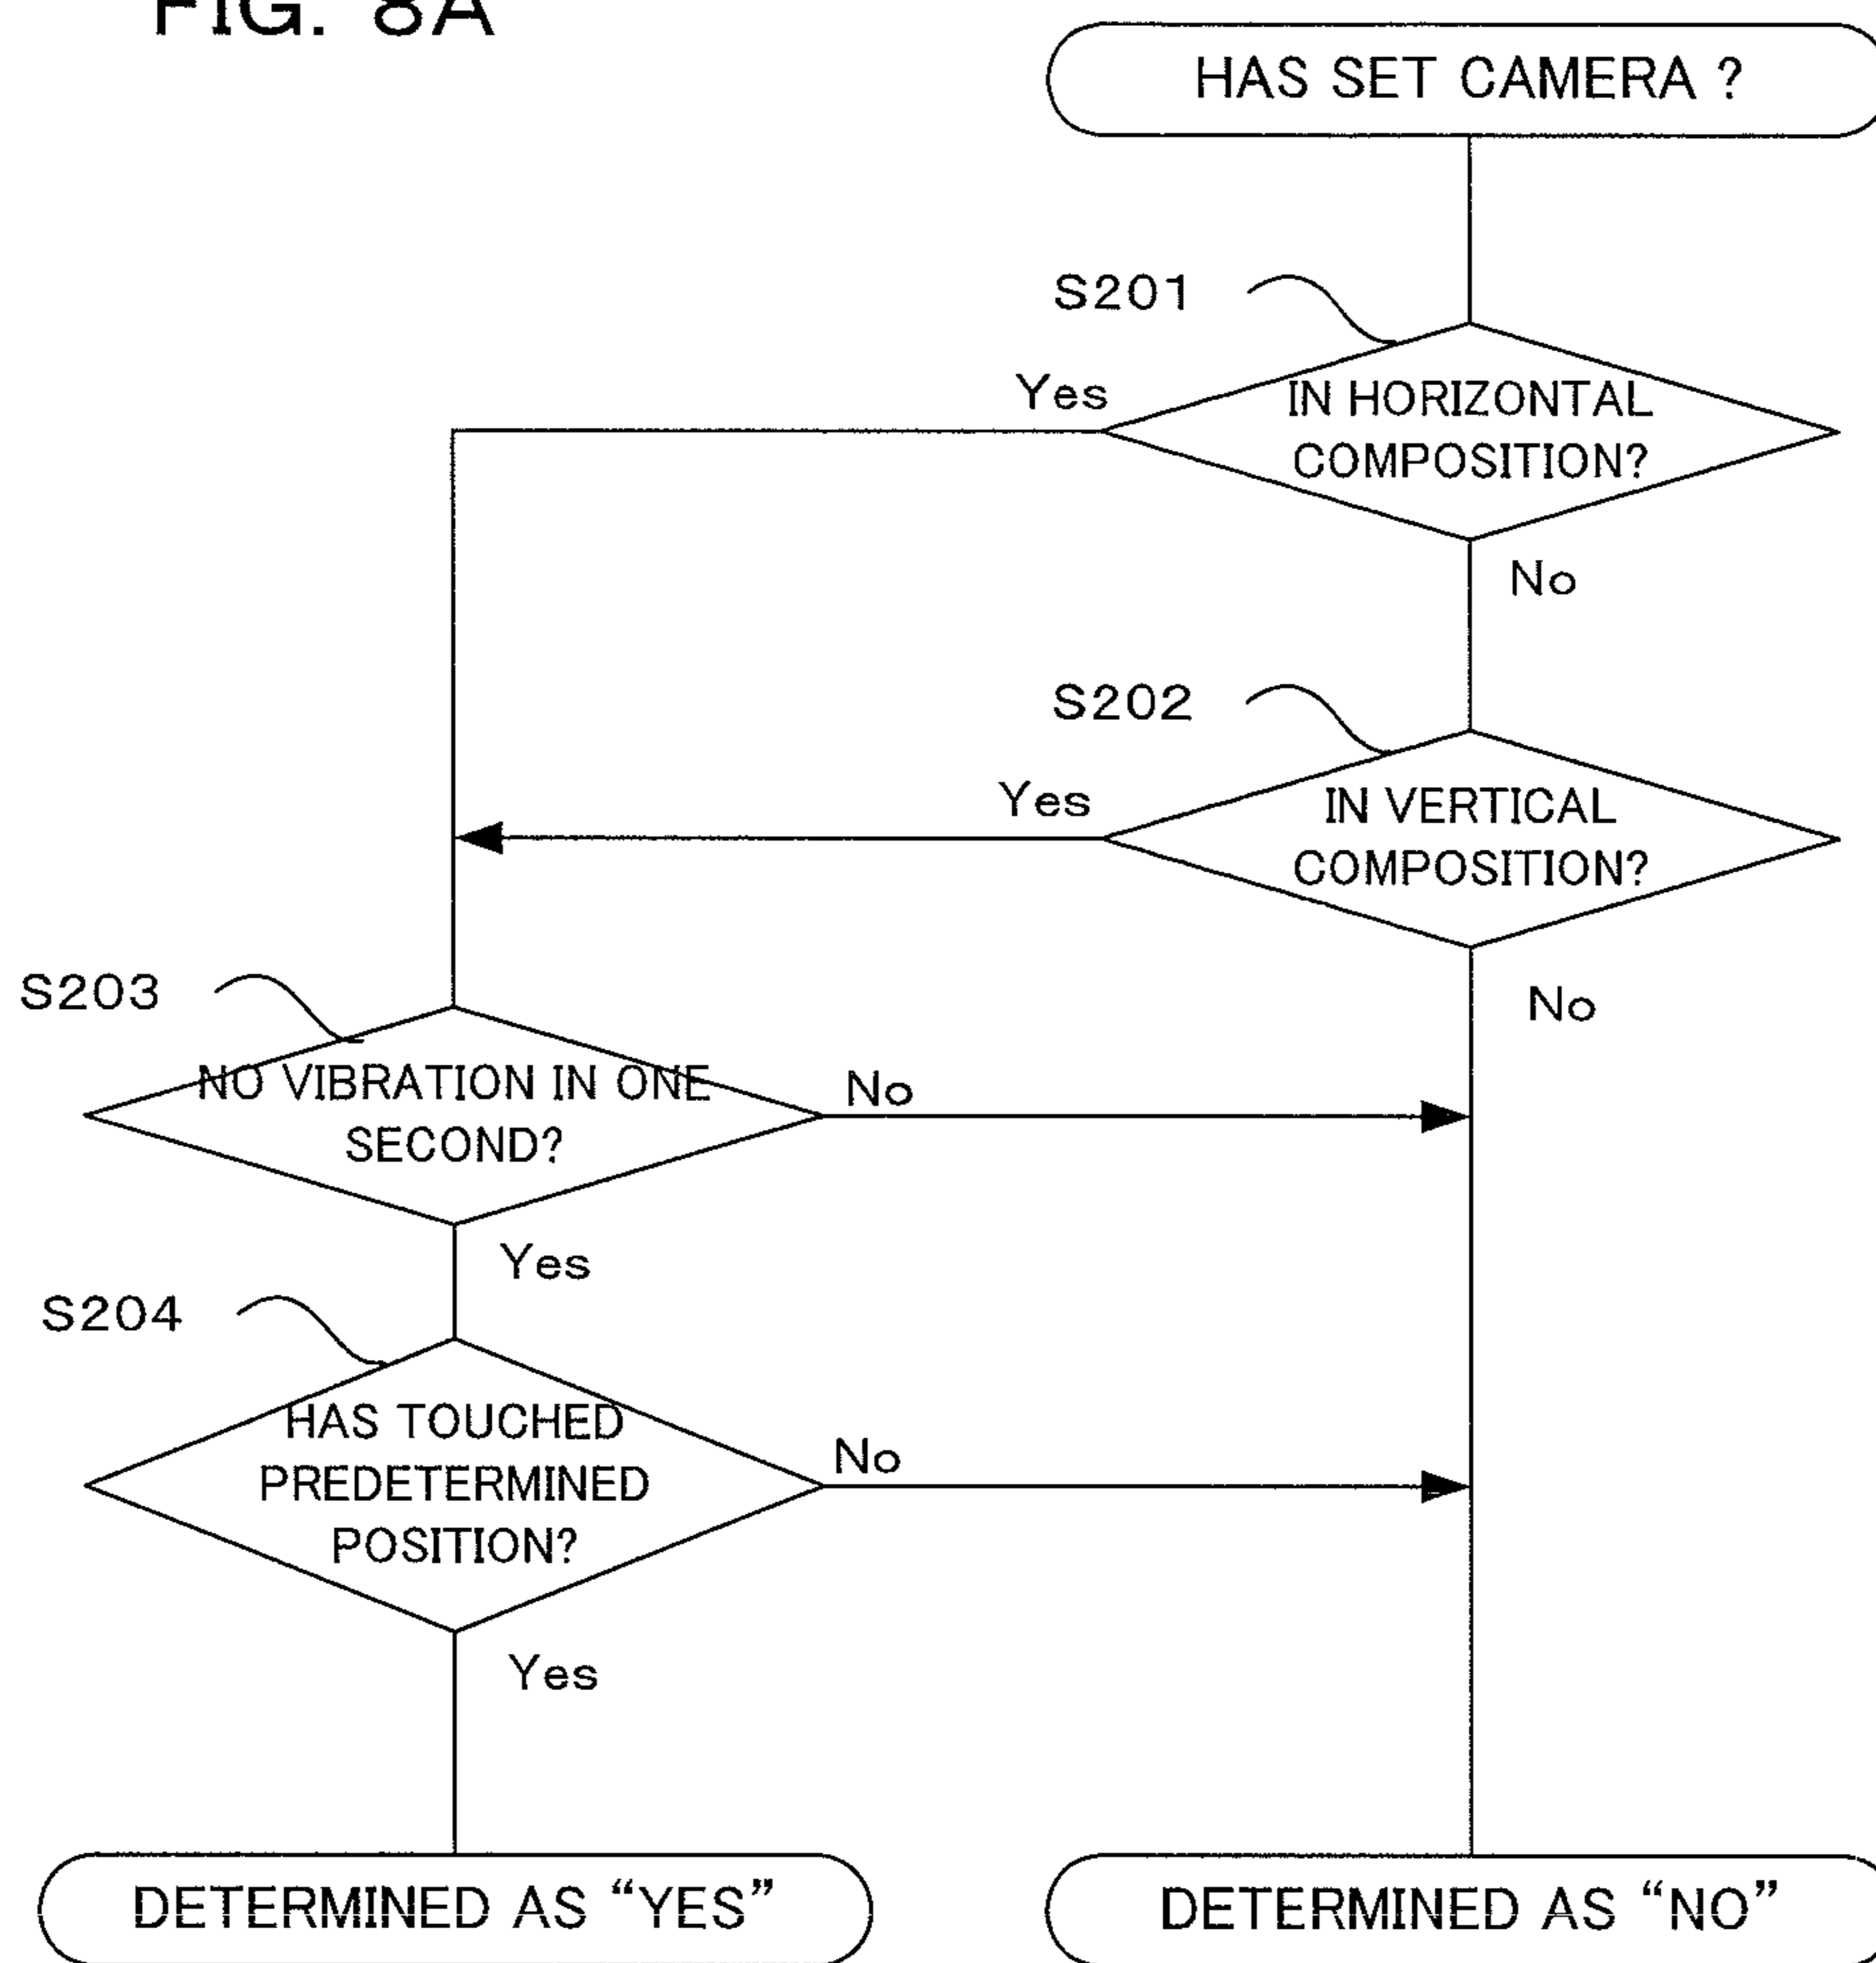 FIG. 8A
HAS SET CAMERA ?
S201
Yes
IN HORIZONTAL
COMPOSITION?
No
S202
Yes
IN VERTICAL
COMPOSITION?
No
S203
NO VIBRATION IN ONE
SECOND?
No
Yes
S204
HAS TOUCHED
PREDETERMINED
POSITION?
No
Yes
DETERMINED AS “YES”
DETERMINED AS “NO”